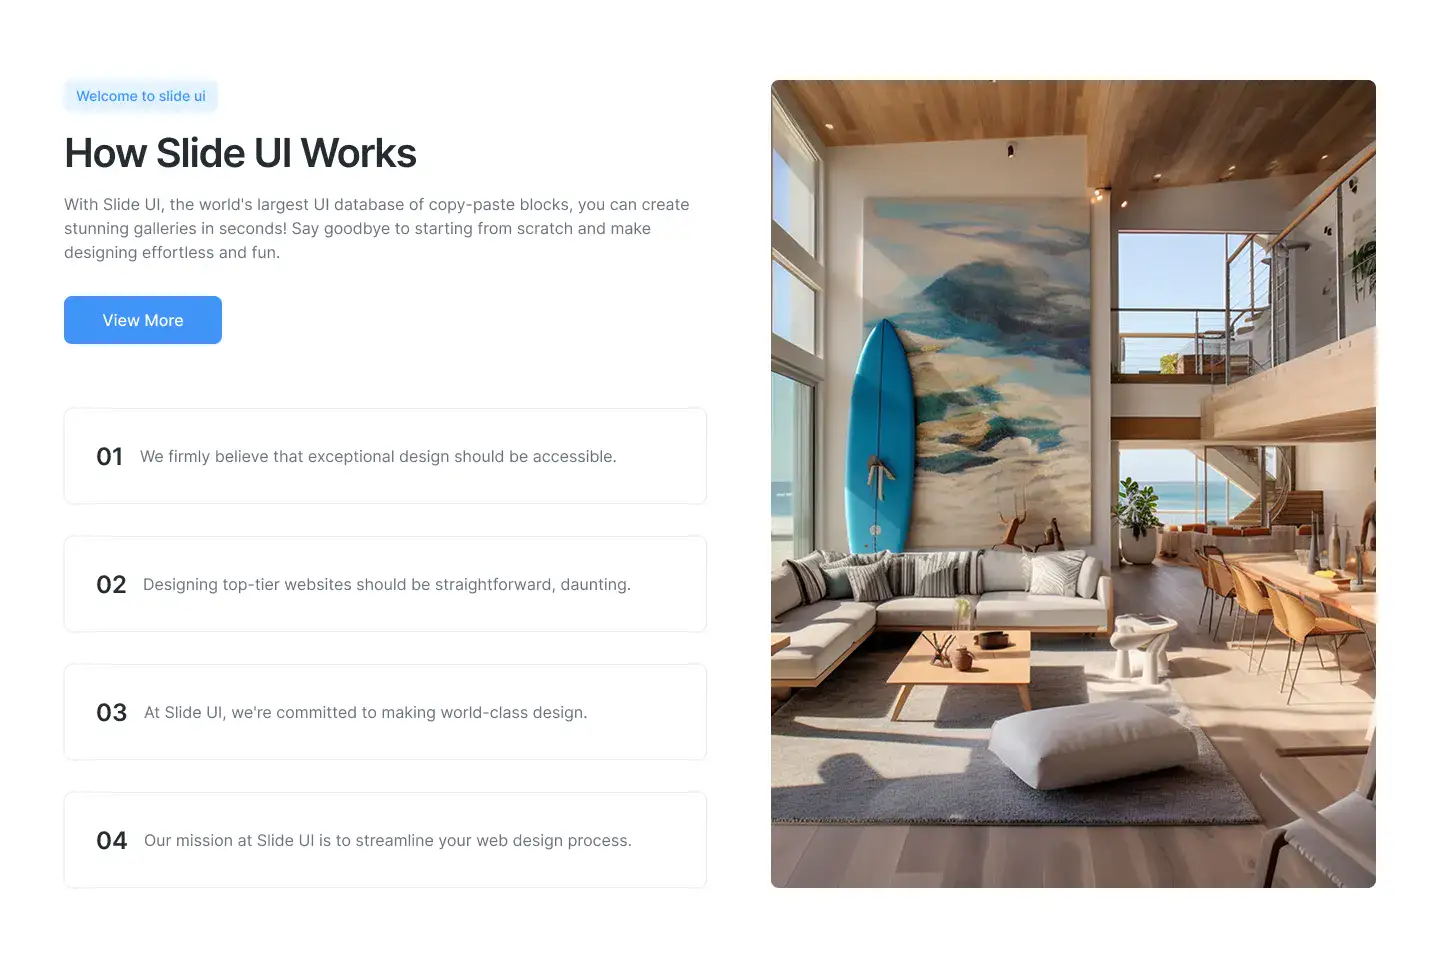 Welcome to slide ui
How Slide UI Works
With Slide UI, the world's largest UI database of copy-paste blocks, you can create
stunning galleries in seconds! Say goodbye to starting from scratch and make
designing effortless and fun.
View More
01 We firmly believe that exceptional design should be accessible.
02 Designing top-tier websites should be straightforward, daunting.
03 At Slide UI, we're committed to making world-class design.
04 Our mission at Slide UI is to streamline your web design process.